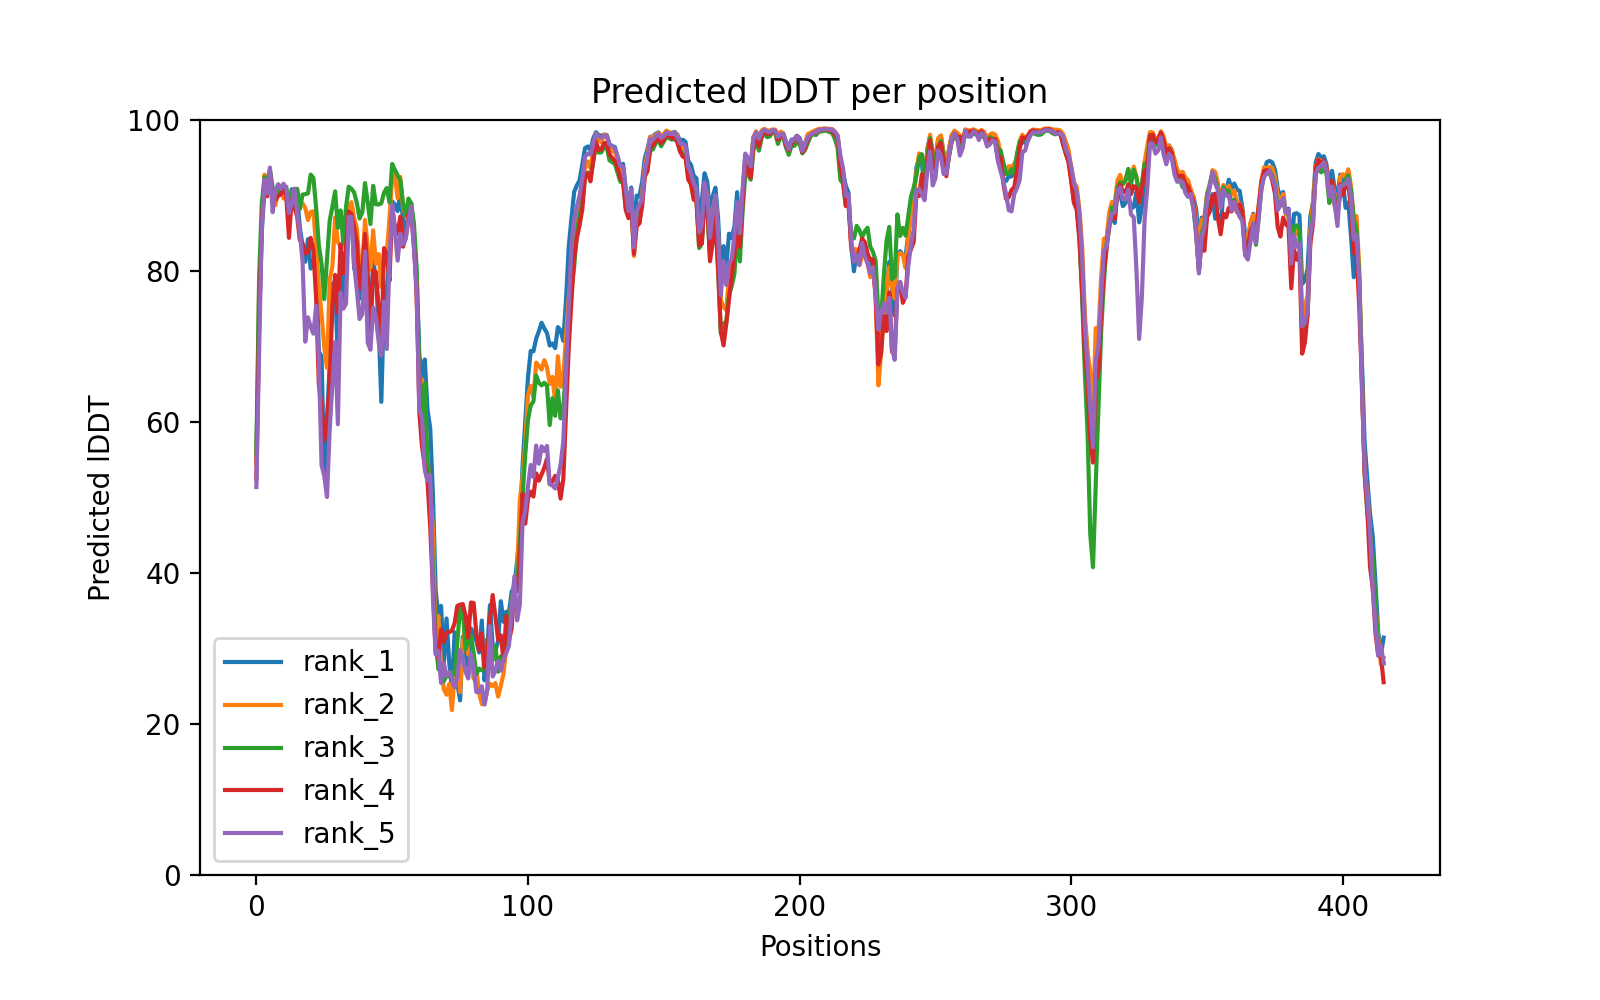 Predicted lDDT per position
Predicted lDDT
100
80
60
40
20
0
rank_1
rank_2
rank_3
rank_4
rank_5
0 100 200 300 400
Positions